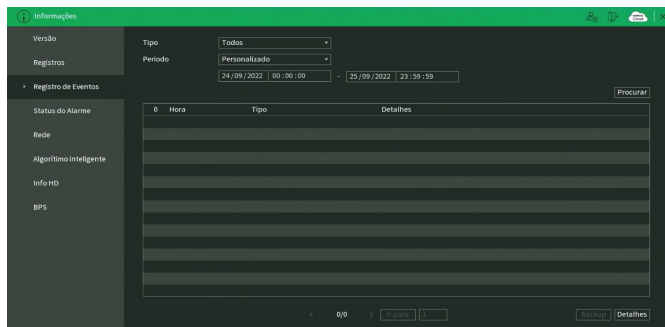 Informações
Versão
Registros
Registro de Eventos
Status do Alarme
Rede
Algorítimo inteligente
Info HD
BPS
Tipo Todos
Período Personalizado
24/09/2022 00:00:00 - 25/09/2022 23:59:59
Procurar
0 Hora Tipo Detalhes
0/0 Ir para 1 Backup Detalhes